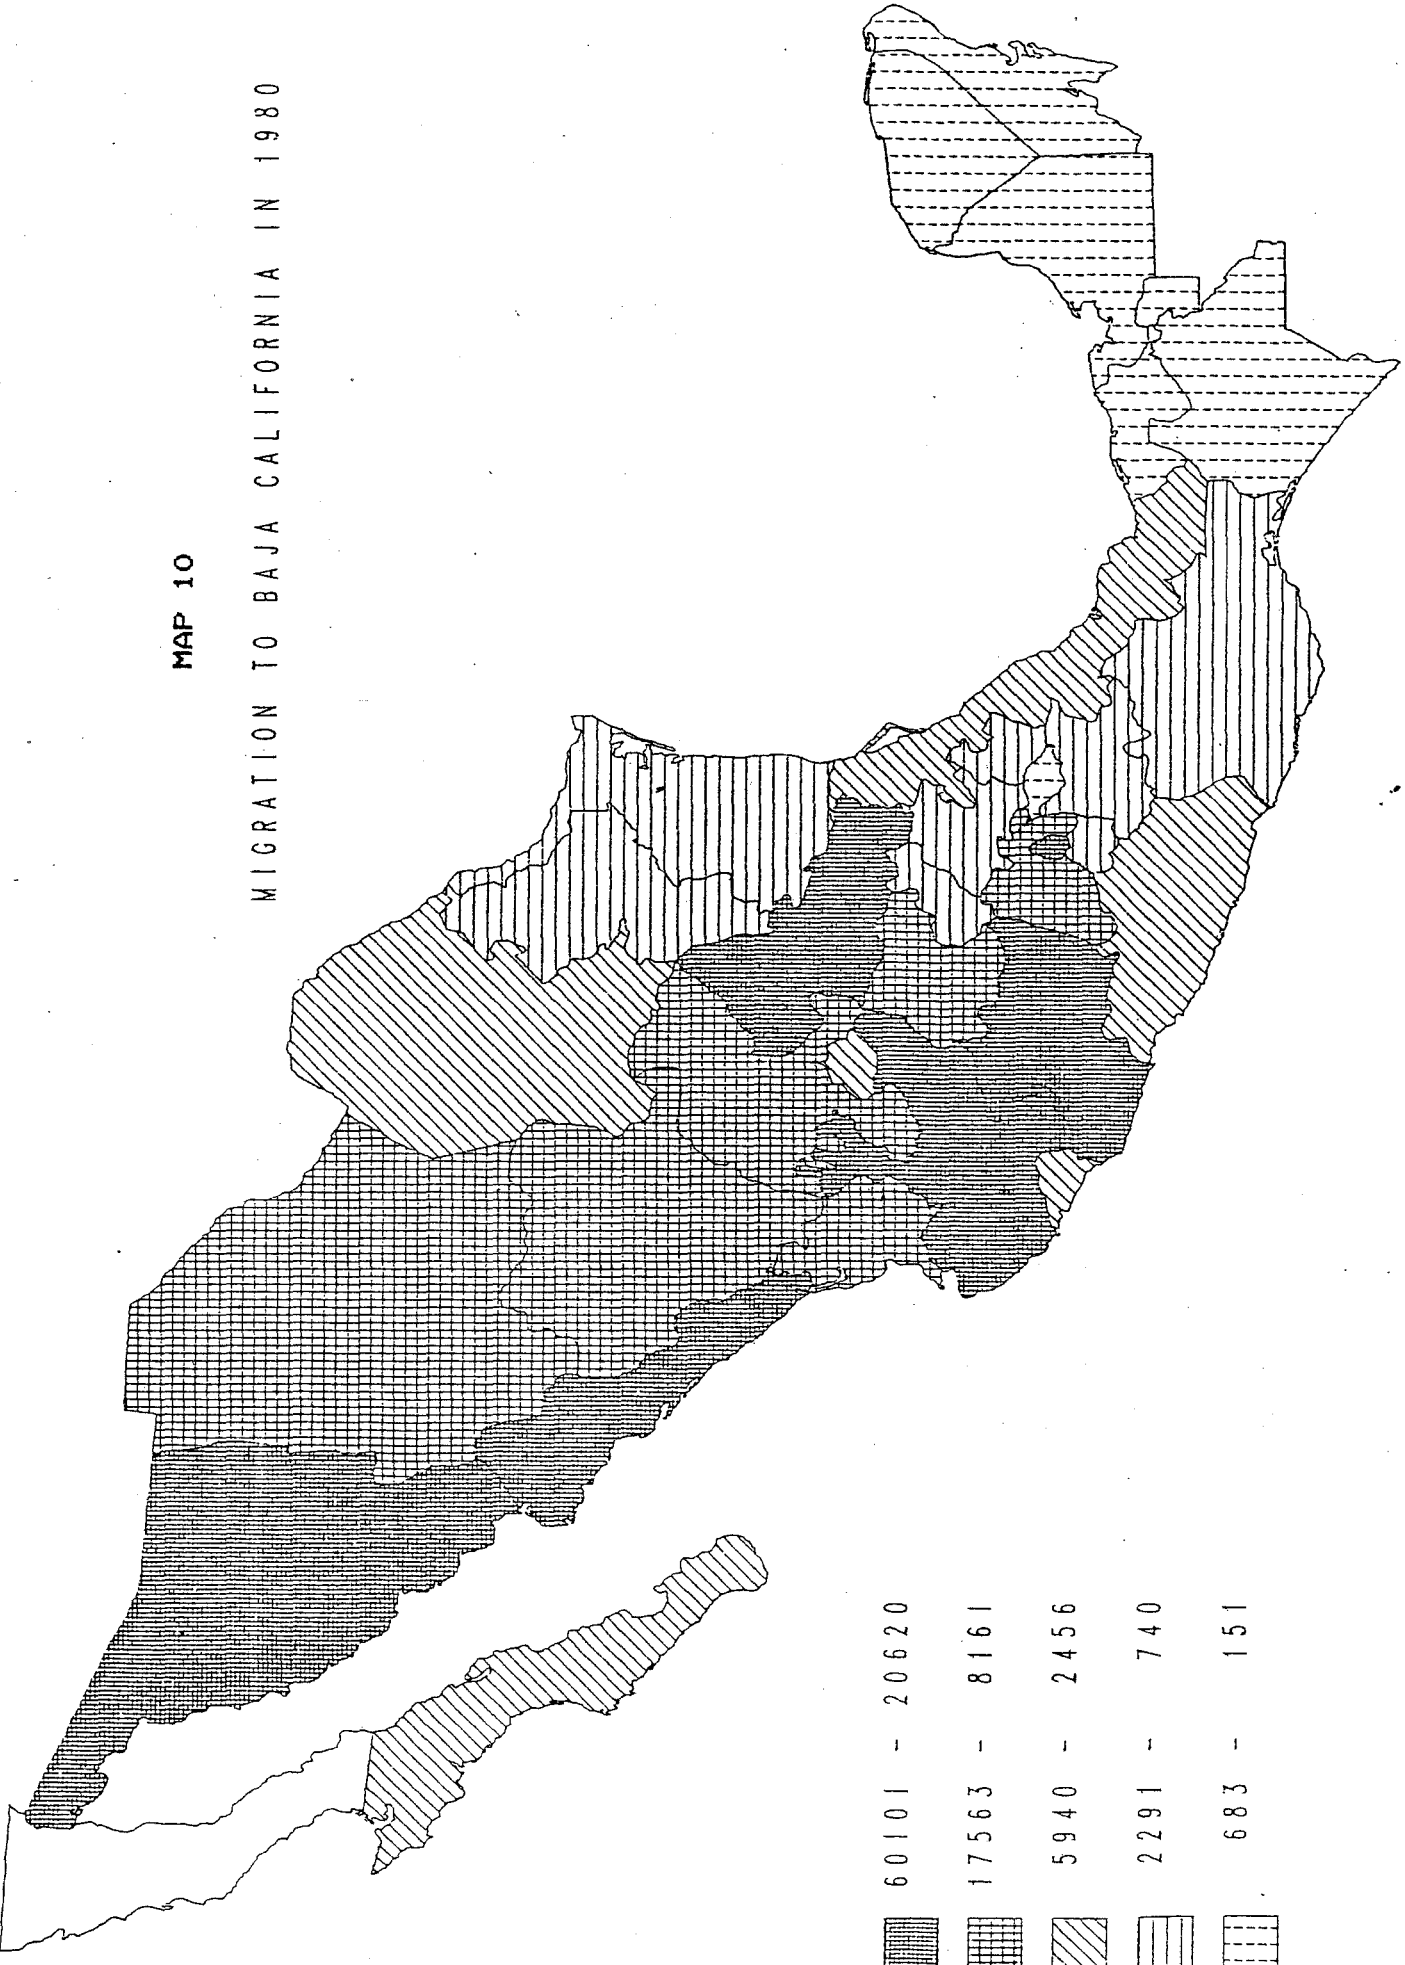 MAP 10
MIGRATION TO BAJA CALIFORNIA IN 1980
60101 - 20620
17563 - 8161
5940 - 2456
2291 - 740
683 - 151